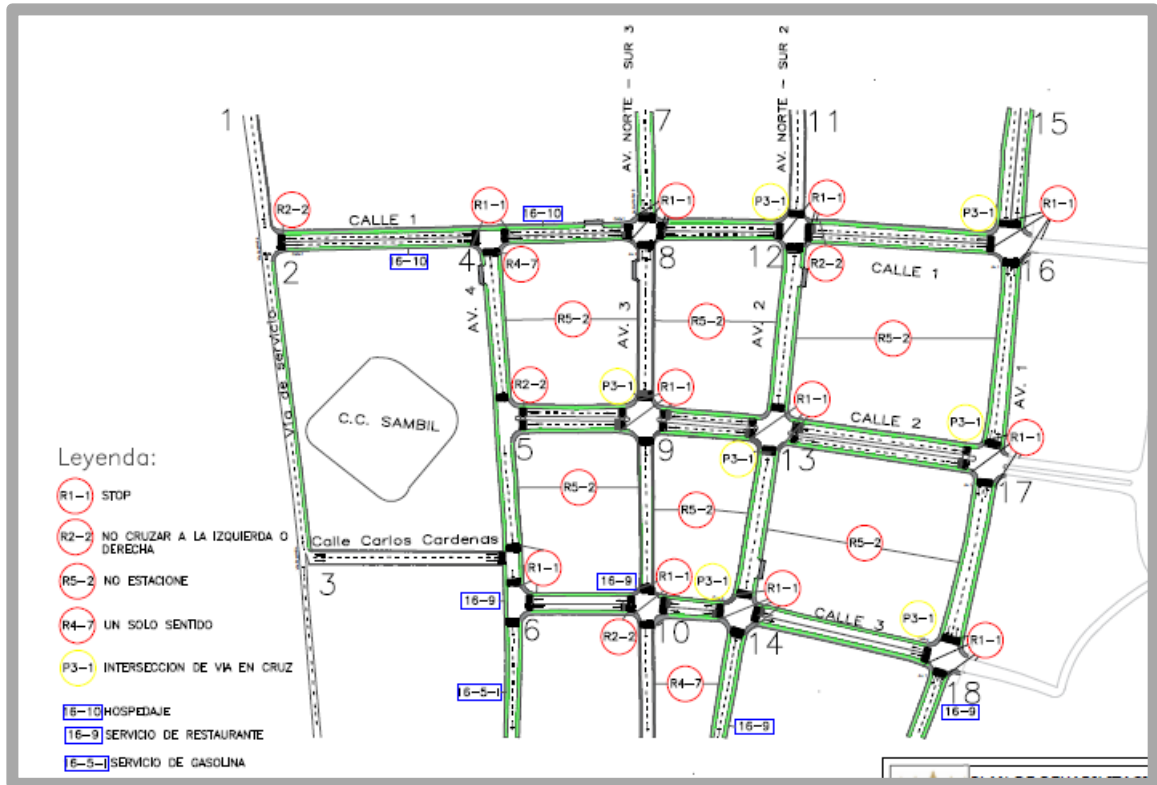 AV. NORTE - SUR 3
AV. NORTE - SUR 2
1
7
11
15
R2-2
CALLE 1
R1-1
16-10
R1-1
P3-1
R1-1
P3-1
R1-1
2
16-10
4
R4-7
8
12
R2-2
CALLE 1
16
AV. 4
R5-2
AV. 3
R5-2
AV. 2
R5-2
AV. 1
Via de servicio
C.C. SAMBIL
R2-2
P3-1
R1-1
R1-1
CALLE 2
P3-1
R1-1
5
9
P3-1
13
17
R5-2
R5-2
R5-2
Calle Carlos Cardenas
3
R1-1
16-9
R1-1
P3-1
R1-1
CALLE 3
P3-1
R1-1
16-9
6
R2-2
10
14
18
16-5-I
R4-7
16-9
16-9
Leyenda:
R1-1 STOP
R2-2 NO CRUZAR A LA IZQUIERDA O
DERECHA
R5-2 NO ESTACIONE
R4-7 UN SOLO SENTIDO
P3-1 INTERSECCION DE VIA EN CRUZ
16-10 HOSPEDAJE
16-9 SERVICIO DE RESTAURANTE
16-5-I SERVICIO DE GASOLINA